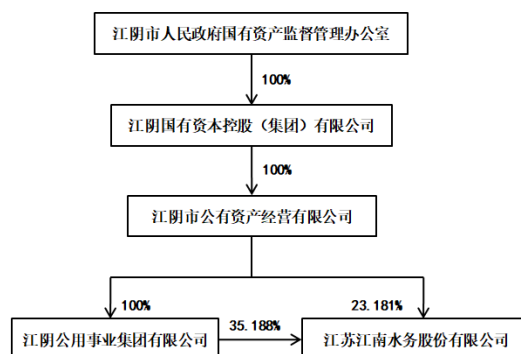 江阴市人民政府国有资产监督管理办公室
100%
江阴国有资本控股（集团）有限公司
100%
江阴市公有资产经营有限公司
100%
23.181%
江阴公用事业集团有限公司
35.188%
江苏江南水务股份有限公司